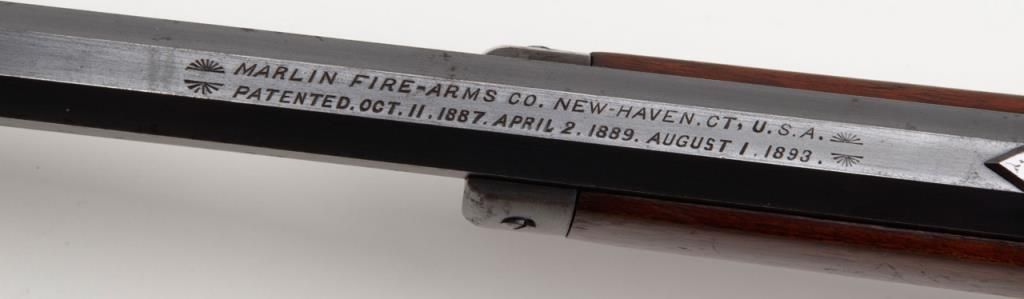 MARLIN FIRE-ARMS CO. NEW-HAVEN. CT, U.S.A.
PATENTED. OCT. 11. 1887. APRIL 2. 1889. AUGUST 1. 1893.